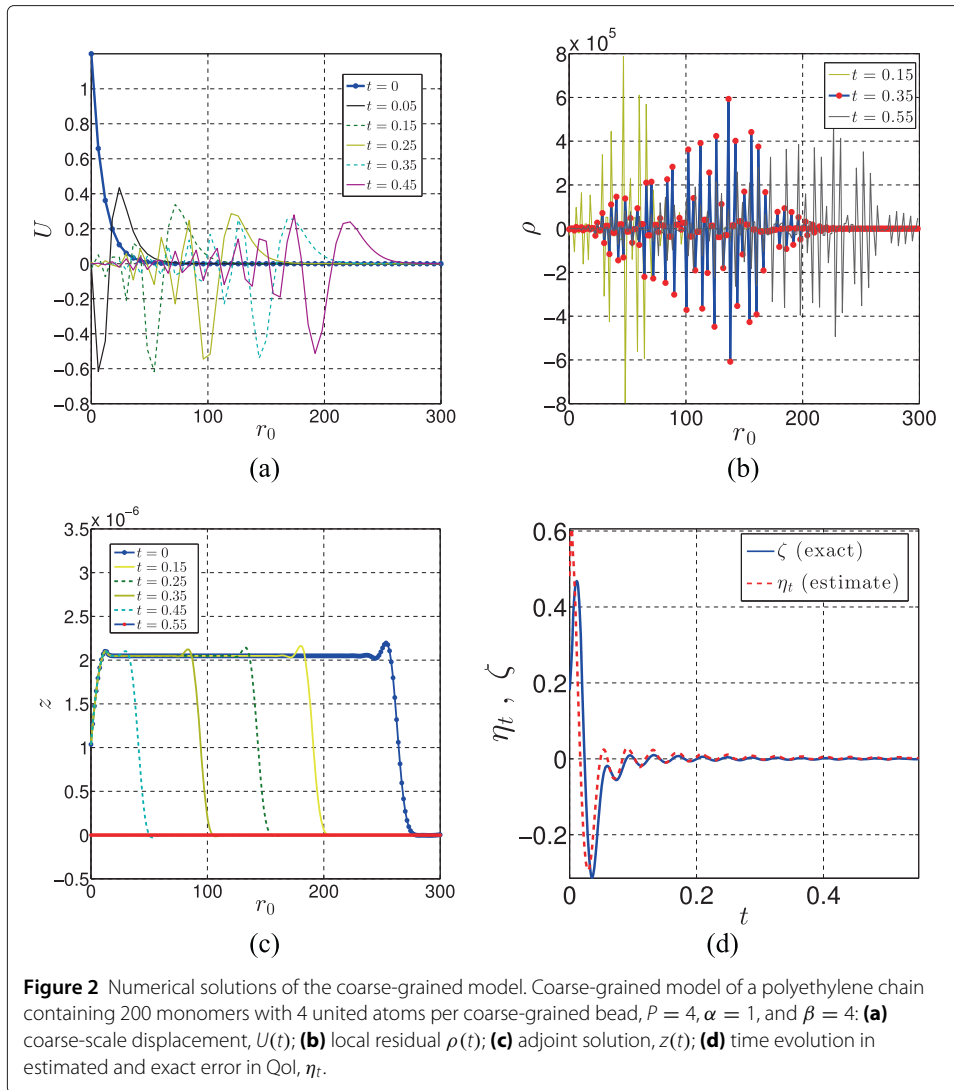 1
0.8
0.6
0.4
0.2
0
−0.2
−0.4
−0.6
−0.8
U
0 100 200 300
r₀
t = 0
t = 0.05
t = 0.15
t = 0.25
t = 0.35
t = 0.45
(a)
8 x 10⁵
6
4
2
0
−2
−4
−6
−8
ρ
0 100 200 300
r₀
t = 0.15
t = 0.35
t = 0.55
(b)
3.5 x 10⁻⁶
3
2.5
2
1.5
1
0.5
0
−0.5
z
0 100 200 300
r₀
t = 0
t = 0.15
t = 0.25
t = 0.35
t = 0.45
t = 0.55
(c)
0.6
0.4
0.2
0
−0.2
ηₜ , ζ
0 0.2 0.4
t
ζ (exact)
ηₜ (estimate)
(d)
Figure 2 Numerical solutions of the coarse-grained model. Coarse-grained model of a polyethylene chain
containing 200 monomers with 4 united atoms per coarse-grained bead, P = 4, α = 1, and β = 4: (a)
coarse-scale displacement, U(t); (b) local residual ρ(t); (c) adjoint solution, z(t); (d) time evolution in
estimated and exact error in QoI, ηₜ.